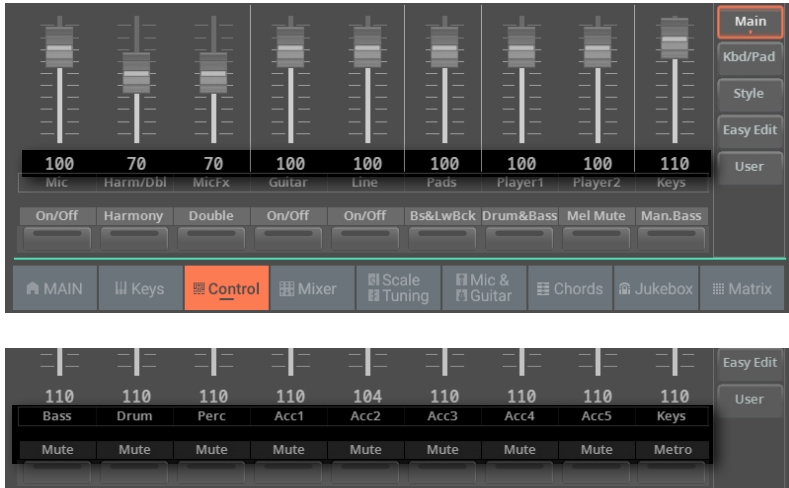 Main
Kbd/Pad
Style
Easy Edit
User
100 70 70 100 100 100 100 100 110
Mic Harm/Dbl MicFx Guitar Line Pads Player1 Player2 Keys
On/Off Harmony Double On/Off On/Off Bs&LwBck Drum&Bass Mel Mute Man.Bass
MAIN Keys Control Mixer Scale Tuning Mic & Guitar Chords Jukebox Matrix
Easy Edit
User
110 110 110 110 104 110 110 110 110
Bass Drum Perc Acc1 Acc2 Acc3 Acc4 Acc5 Keys
Mute Mute Mute Mute Mute Mute Mute Mute Metro